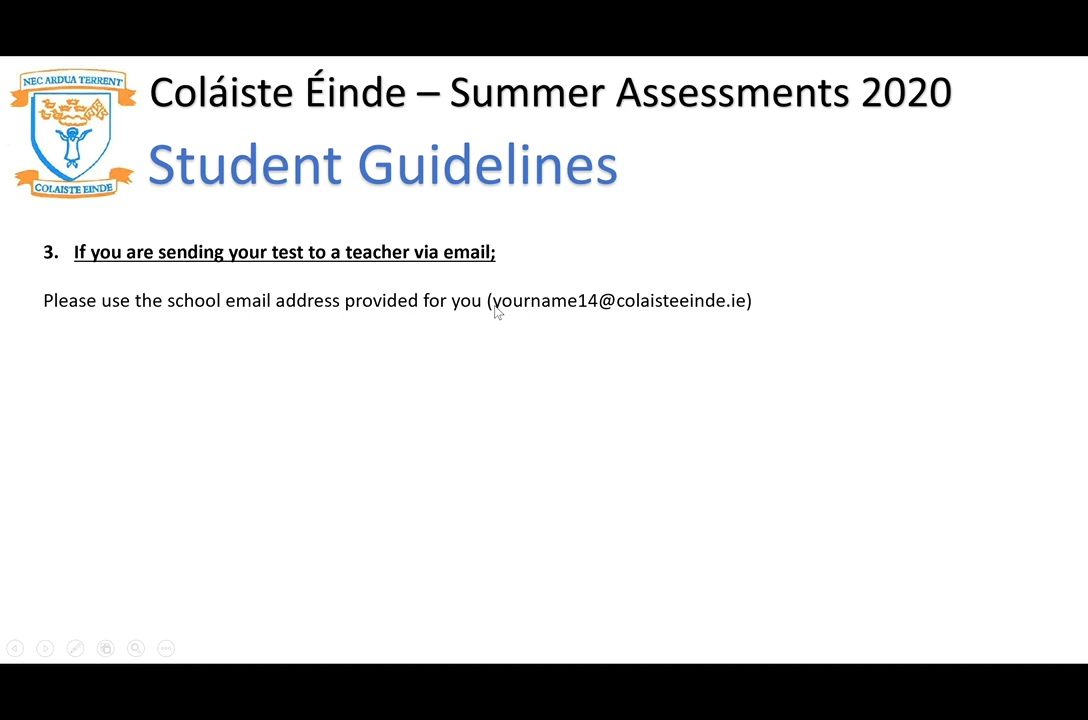 NEC ARDUA TERRENT
COLAISTE EINDE
Coláiste Éinde – Summer Assessments 2020
Student Guidelines
3. If you are sending your test to a teacher via email;
Please use the school email address provided for you (yourname14@colaisteeinde.ie)